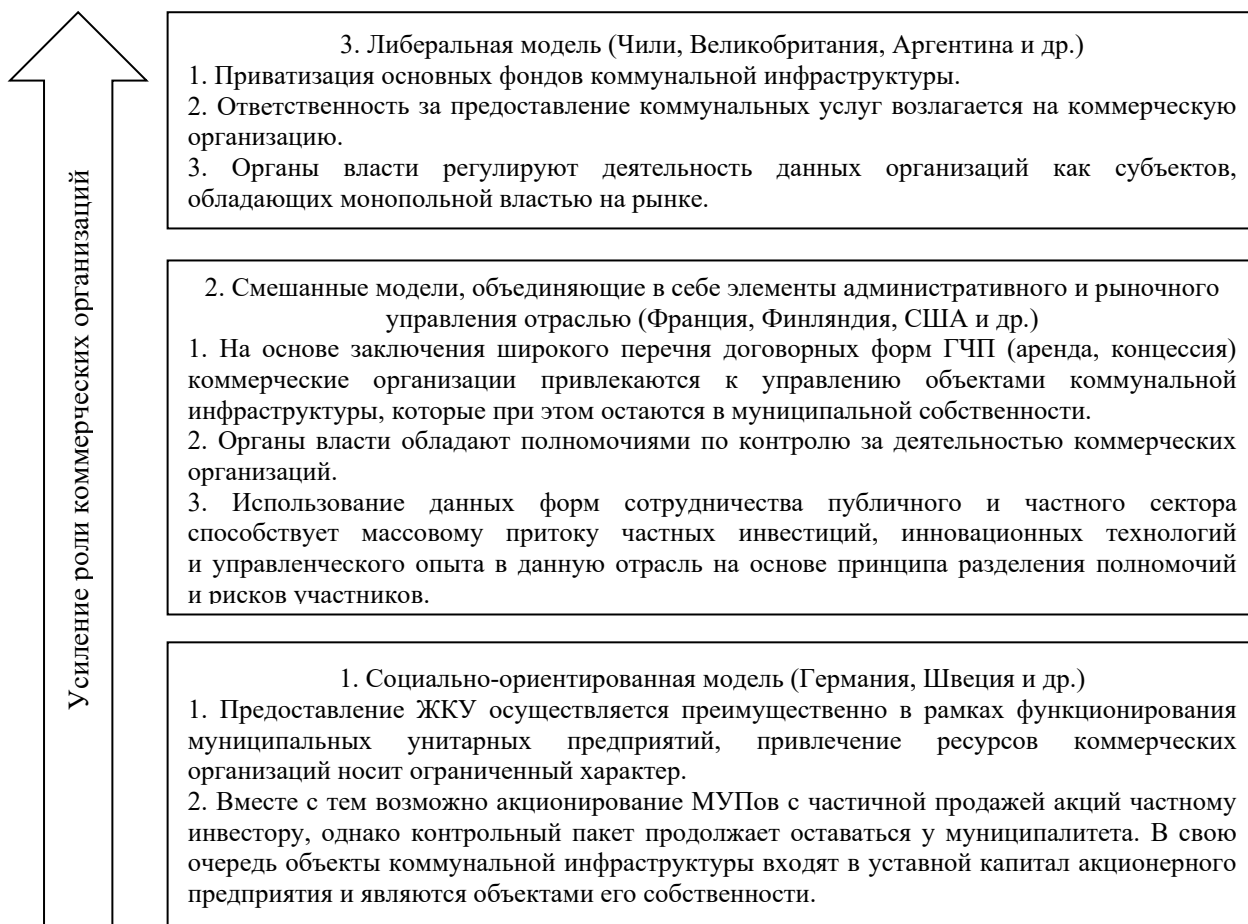 Усиление роли коммерческих организаций
3. Либеральная модель (Чили, Великобритания, Аргентина и др.)
1. Приватизация основных фондов коммунальной инфраструктуры.
2. Ответственность за предоставление коммунальных услуг возлагается на коммерческую
организацию.
3. Органы власти регулируют деятельность данных организаций как субъектов,
обладающих монопольной властью на рынке.
2. Смешанные модели, объединяющие в себе элементы административного и рыночного
управления отраслью (Франция, Финляндия, США и др.)
1. На основе заключения широкого перечня договорных форм ГЧП (аренда, концессия)
коммерческие организации привлекаются к управлению объектами коммунальной
инфраструктуры, которые при этом остаются в муниципальной собственности.
2. Органы власти обладают полномочиями по контролю за деятельностью коммерческих
организаций.
3. Использование данных форм сотрудничества публичного и частного сектора
способствует массовому притоку частных инвестиций, инновационных технологий
и управленческого опыта в данную отрасль на основе принципа разделения полномочий
и рисков участников.
1. Социально-ориентированная модель (Германия, Швеция и др.)
1. Предоставление ЖКУ осуществляется преимущественно в рамках функционирования
муниципальных унитарных предприятий, привлечение ресурсов коммерческих
организаций носит ограниченный характер.
2. Вместе с тем возможно акционирование МУПов с частичной продажей акций частному
инвестору, однако контрольный пакет продолжает оставаться у муниципалитета. В свою
очередь объекты коммунальной инфраструктуры входят в уставной капитал акционерного
предприятия и являются объектами его собственности.